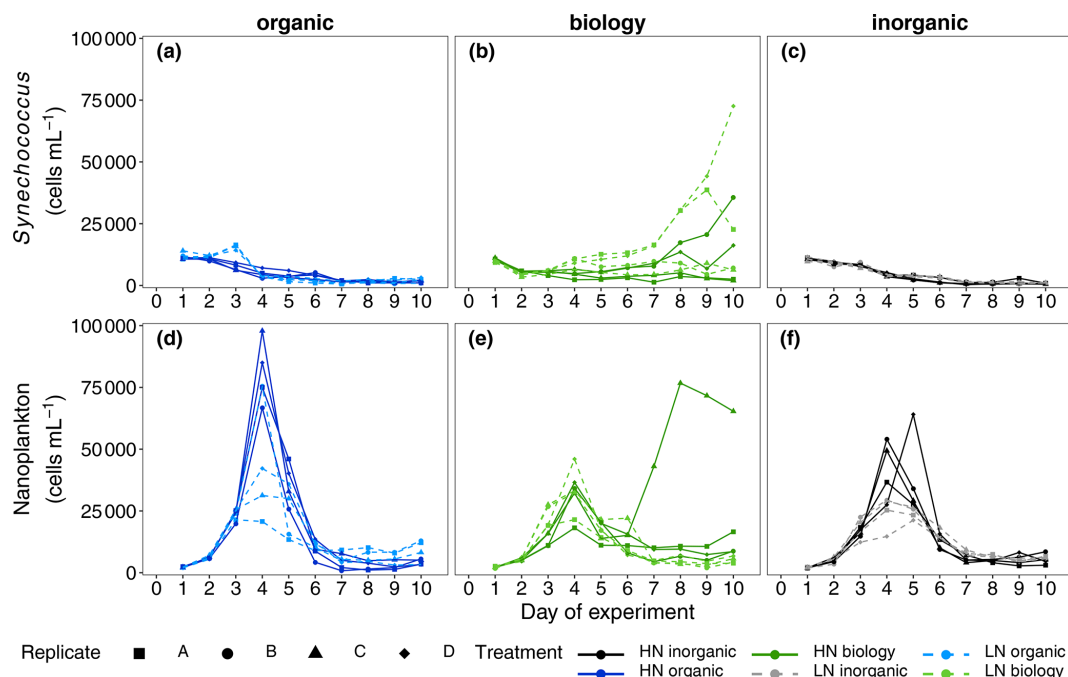 organic biology inorganic
(a) (b) (c)
Synechococcus
(cells mL−1)
100 000
75 000
50 000
25 000
0
0 1 2 3 4 5 6 7 8 9 10 0 1 2 3 4 5 6 7 8 9 10 0 1 2 3 4 5 6 7 8 9 10
(d) (e) (f)
Nanoplankton
(cells mL−1)
100 000
75 000
50 000
25 000
0
0 1 2 3 4 5 6 7 8 9 10 0 1 2 3 4 5 6 7 8 9 10 0 1 2 3 4 5 6 7 8 9 10
Day of experiment
Replicate A B C D Treatment HN inorganic HN biology LN organic
HN organic LN inorganic LN biology